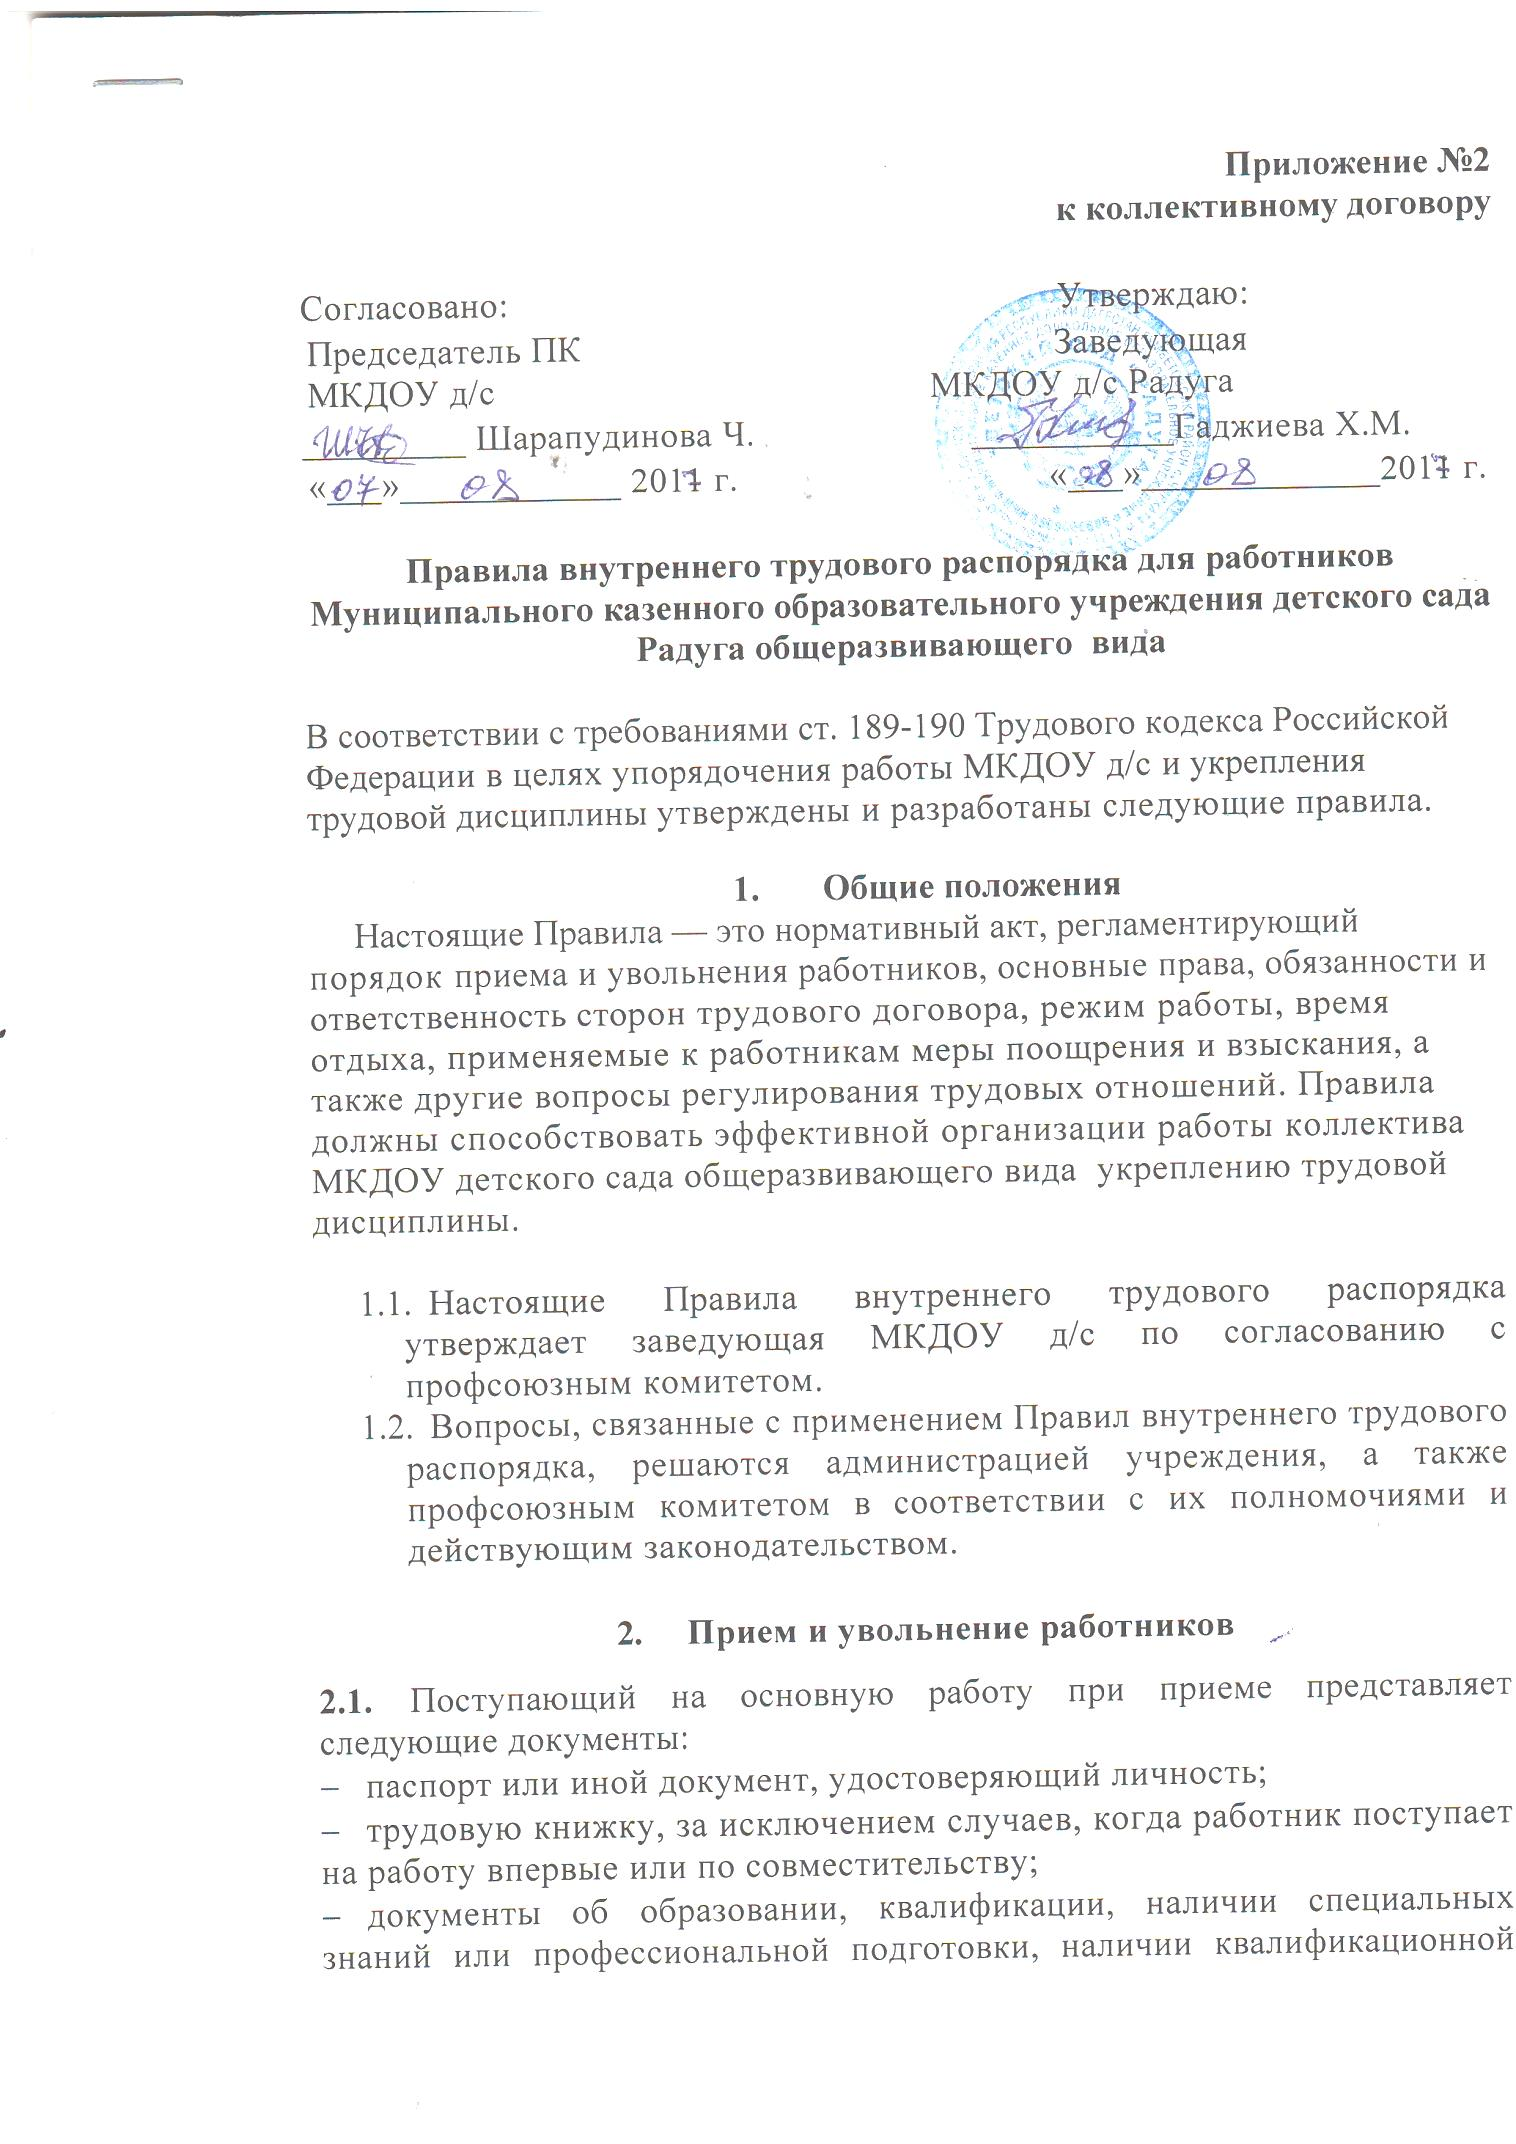 Приложение №2
к коллективному договору
Согласовано:
Утверждаю:
Председатель ПК
Заведующая
МКДОУ д/с
МКДОУ д/с Радуга
Шарапудинова Ч.
Гаджиева Х.М.
«07» 08 2017 г.
«08» 08 2017 г.
Правила внутреннего трудового распорядка для работников
Муниципального казенного образовательного учреждения детского сада
Радуга общеразвивающего вида
В соответствии с требованиями ст. 189-190 Трудового кодекса Российской
Федерации в целях упорядочения работы МКДОУ д/с и укрепления
трудовой дисциплины утверждены и разработаны следующие правила.
1. Общие положения
Настоящие Правила — это нормативный акт, регламентирующий
порядок приема и увольнения работников, основные права, обязанности и
ответственность сторон трудового договора, режим работы, время
отдыха, применяемые к работникам меры поощрения и взыскания, а
также другие вопросы регулирования трудовых отношений. Правила
должны способствовать эффективной организации работы коллектива
МКДОУ детского сада общеразвивающего вида укреплению трудовой
дисциплины.
1.1. Настоящие Правила внутреннего трудового распорядка
утверждает заведующая МКДОУ д/с по согласованию с
профсоюзным комитетом.
1.2. Вопросы, связанные с применением Правил внутреннего трудового
распорядка, решаются администрацией учреждения, а также
профсоюзным комитетом в соответствии с их полномочиями и
действующим законодательством.
2. Прием и увольнение работников
2.1. Поступающий на основную работу при приеме представляет
следующие документы:
– паспорт или иной документ, удостоверяющий личность;
– трудовую книжку, за исключением случаев, когда работник поступает
на работу впервые или по совместительству;
– документы об образовании, квалификации, наличии специальных
знаний или профессиональной подготовки, наличии квалификационной